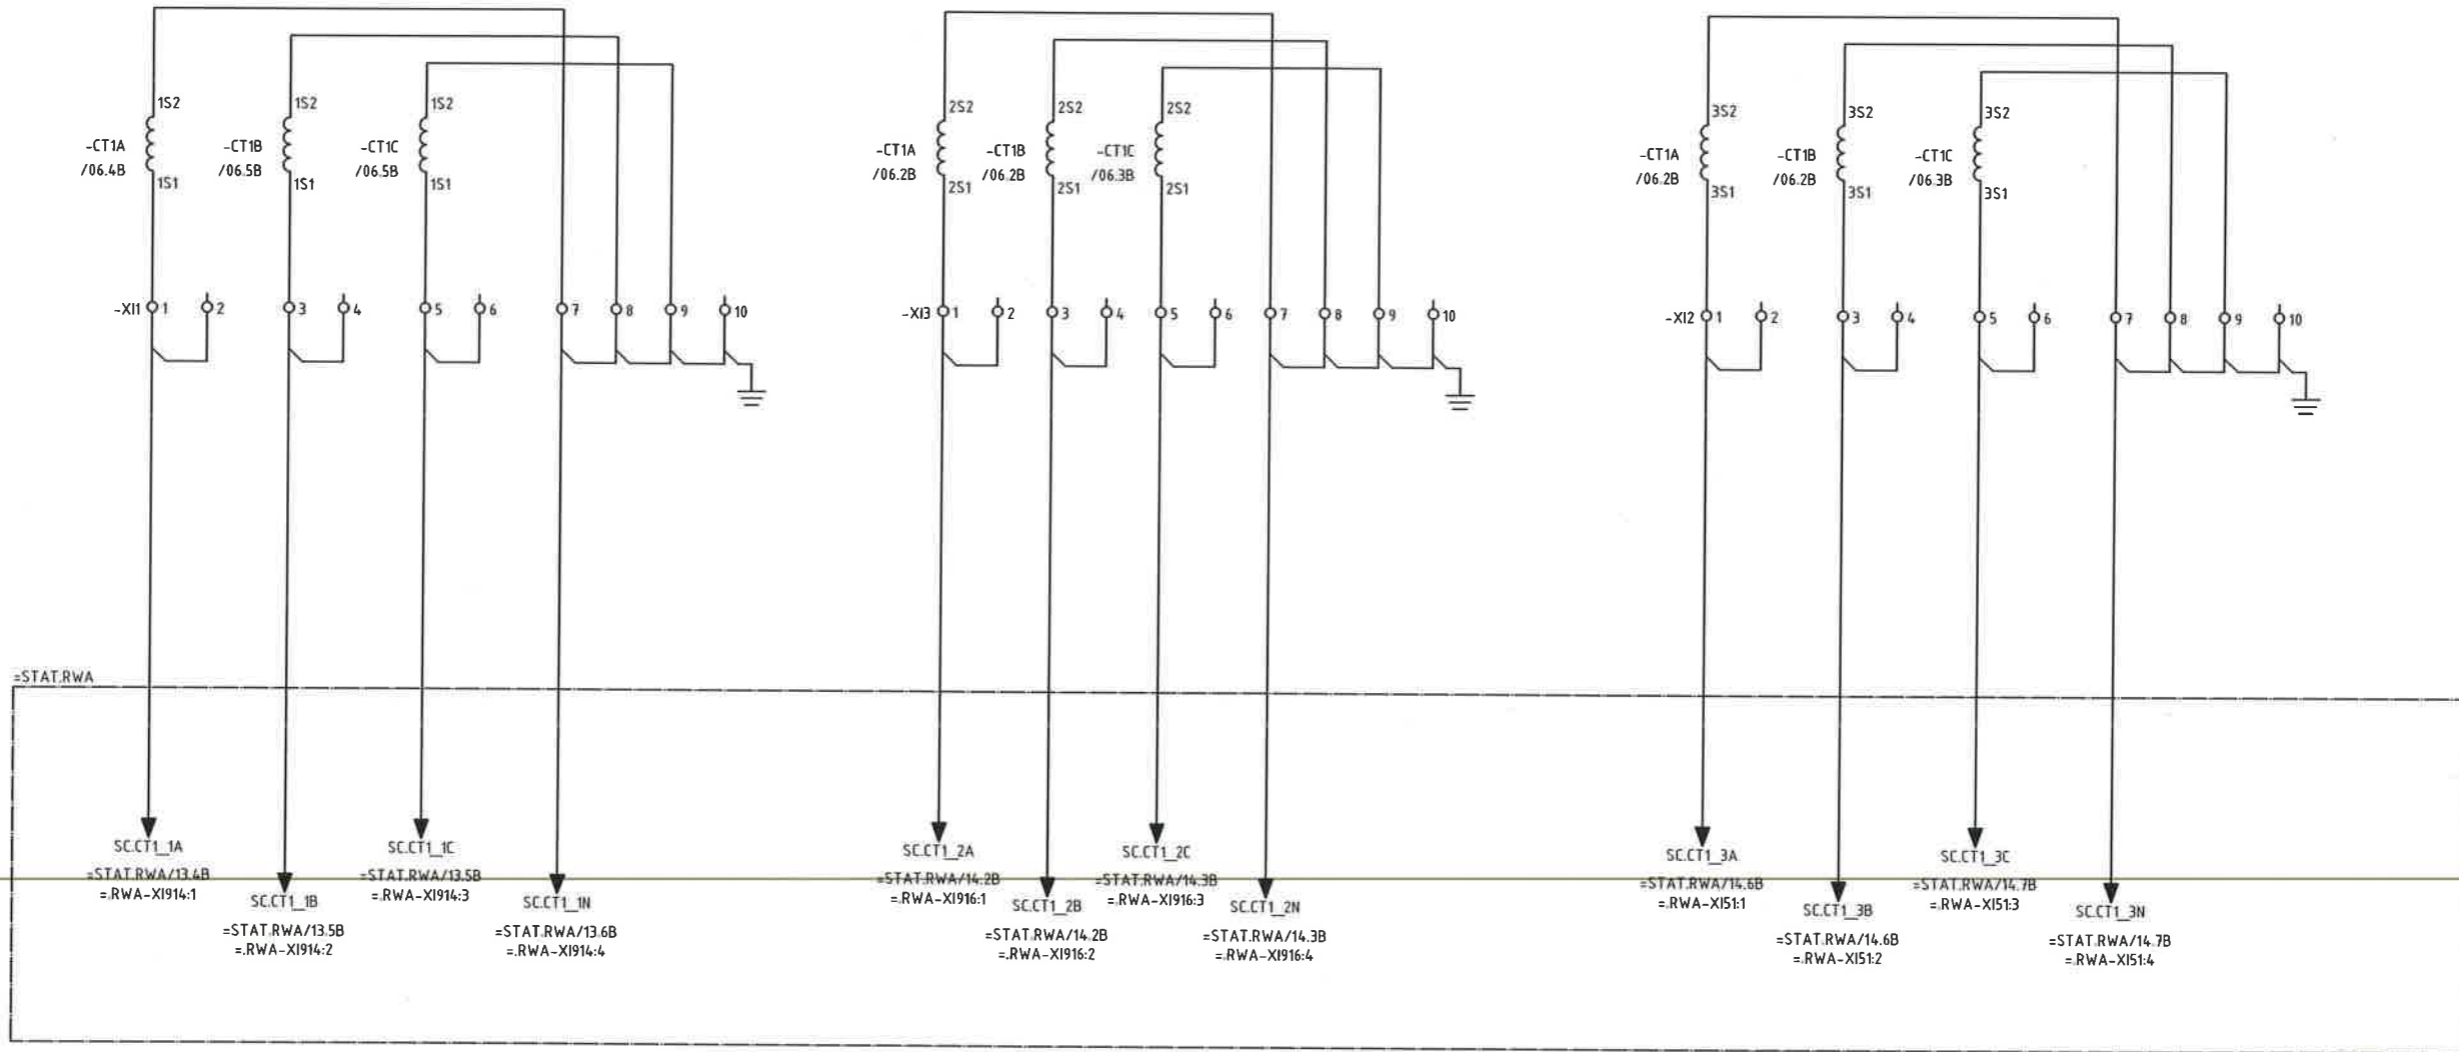 1S2
1S2
1S2
-CT1A
/06.4B
-CT1B
/06.5B
-CT1C
/06.5B
1S1
1S1
1S1
-XI1 1 2 3 4 5 6 7 8 9 10
2S2
2S2
2S2
-CT1A
/06.2B
-CT1B
/06.2B
-CT1C
/06.3B
2S1
2S1
2S1
-XI3 1 2 3 4 5 6 7 8 9 10
3S2
3S2
3S2
-CT1A
/06.2B
-CT1B
/06.2B
-CT1C
/06.3B
3S1
3S1
3S1
-XI2 1 2 3 4 5 6 7 8 9 10
=STAT.RWA
SC.CT1_1A
=STAT.RWA/13.4B
=.RWA-XI914:1
SC.CT1_1B
=STAT.RWA/13.5B
=.RWA-XI914:2
SC.CT1_1C
=STAT.RWA/13.5B
=.RWA-XI914:3
SC.CT1_1N
=STAT.RWA/13.6B
=.RWA-XI914:4
SC.CT1_2A
=STAT.RWA/14.2B
=.RWA-XI916:1
SC.CT1_2B
=STAT.RWA/14.2B
=.RWA-XI916:2
SC.CT1_2C
=STAT.RWA/14.3B
=.RWA-XI916:3
SC.CT1_2N
=STAT.RWA/14.3B
=.RWA-XI916:4
SC.CT1_3A
=STAT.RWA/14.6B
=.RWA-XI51:1
SC.CT1_3B
=STAT.RWA/14.6B
=.RWA-XI51:2
SC.CT1_3C
=STAT.RWA/14.7B
=.RWA-XI51:3
SC.CT1_3N
=STAT.RWA/14.7B
=.RWA-XI51:4